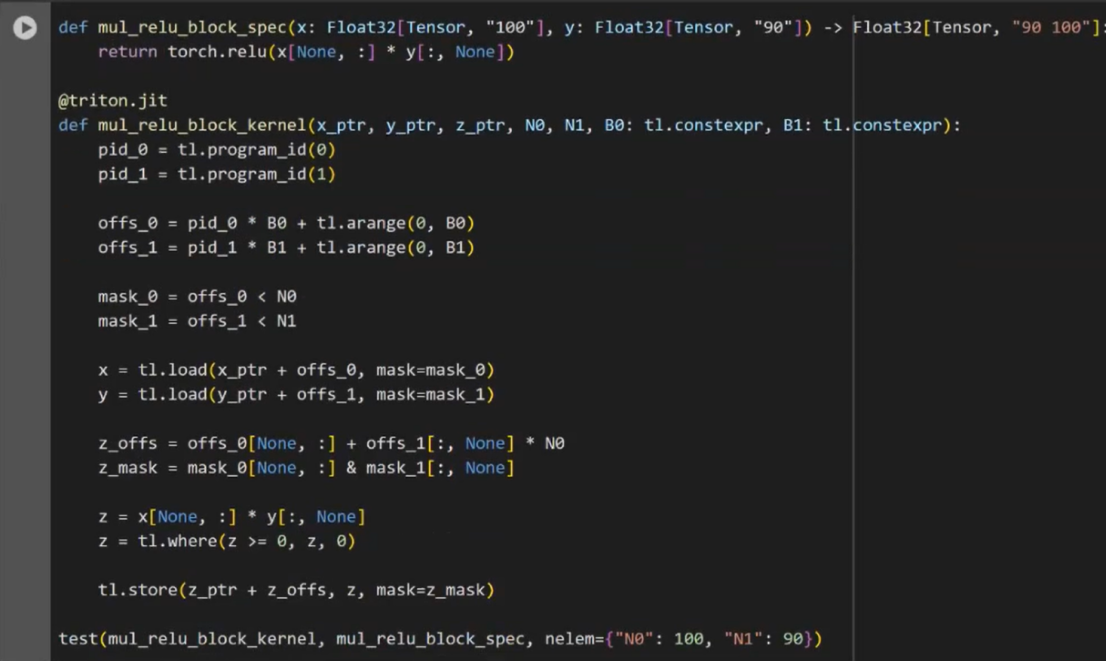 def mul_relu_block_spec(x: Float32[Tensor, "100"], y: Float32[Tensor, "90"]) -> Float32[Tensor, "90 100"]:
    return torch.relu(x[None, :] * y[:, None])

@triton.jit
def mul_relu_block_kernel(x_ptr, y_ptr, z_ptr, N0, N1, B0: tl.constexpr, B1: tl.constexpr):
    pid_0 = tl.program_id(0)
    pid_1 = tl.program_id(1)

    offs_0 = pid_0 * B0 + tl.arange(0, B0)
    offs_1 = pid_1 * B1 + tl.arange(0, B1)

    mask_0 = offs_0 < N0
    mask_1 = offs_1 < N1

    x = tl.load(x_ptr + offs_0, mask=mask_0)
    y = tl.load(y_ptr + offs_1, mask=mask_1)

    z_offs = offs_0[None, :] + offs_1[:, None] * N0
    z_mask = mask_0[None, :] & mask_1[:, None]

    z = x[None, :] * y[:, None]
    z = tl.where(z >= 0, z, 0)

    tl.store(z_ptr + z_offs, z, mask=z_mask)

test(mul_relu_block_kernel, mul_relu_block_spec, nelem={"N0": 100, "N1": 90})